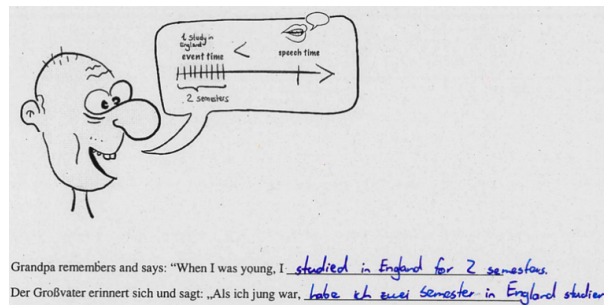 I study in
England
event time < speech time
2 semesters
Grandpa remembers and says: “When I was young, I studied in England for 2 semesters.
Der Großvater erinnert sich und sagt: „Als ich jung war, habe ich zwei Semester in England studier